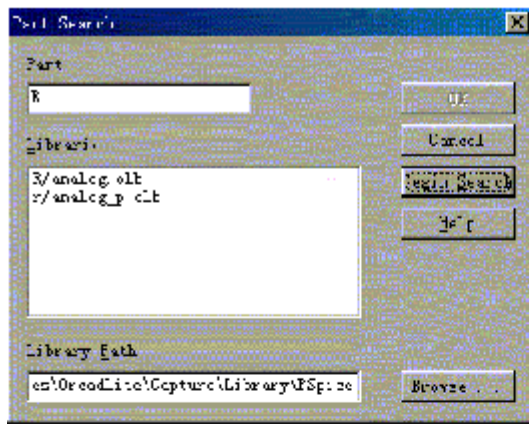 Part Search
Part
R
OK
Cancel
Librari
R/analog.olb
r/analog_p.olb
Begin Search
Help
Library Path
es\OrcadLite\Capture\Library\PSpice
Browse...